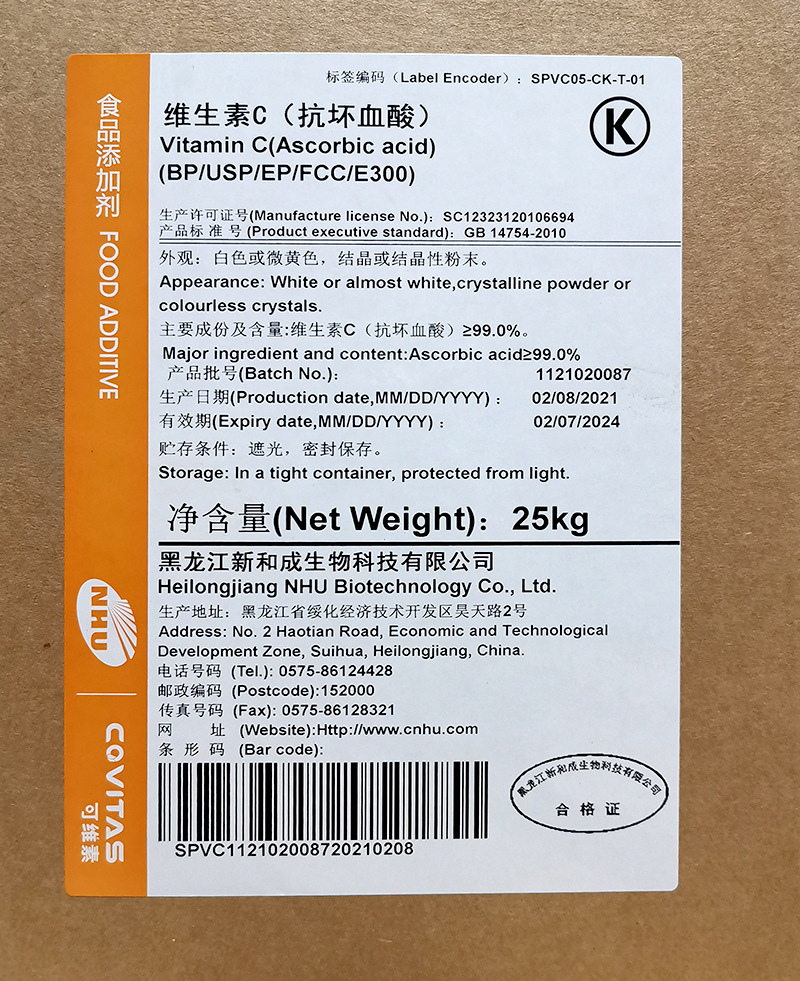 标签编码（Label Encoder）：SPVC05-CK-T-01
维生素C（抗坏血酸）
Vitamin C(Ascorbic acid)
(BP/USP/EP/FCC/E300)
K
生产许可证号(Manufacture license No.)：SC12323120106694
产品标 准 号 (Product executive standard)：GB 14754-2010
外观：白色或微黄色，结晶或结晶性粉末。
Appearance: White or almost white,crystalline powder or
colourless crystals.
主要成份及含量:维生素C（抗坏血酸）≥99.0%。
Major ingredient and content:Ascorbic acid≥99.0%
产品批号(Batch No.)： 1121020087
生产日期(Production date,MM/DD/YYYY)： 02/08/2021
有效期(Expiry date,MM/DD/YYYY)： 02/07/2024
贮存条件：遮光，密封保存。
Storage: In a tight container, protected from light.
净含量(Net Weight)：25kg
黑龙江新和成生物科技有限公司
Heilongjiang NHU Biotechnology Co., Ltd.
生产地址：黑龙江省绥化经济技术开发区昊天路2号
Address: No. 2 Haotian Road, Economic and Technological
Development Zone, Suihua, Heilongjiang, China.
电话号码 (Tel.): 0575-86124428
邮政编码 (Postcode):152000
传真号码 (Fax): 0575-86128321
网 址 (Website):Http://www.cnhu.com
条 形 码 (Bar code):
SPVC112102008720210208
黑龙江新和成生物科技有限公司
合 格 证
食品添加剂 FOOD ADDITIVE
NHU
COVITAS
可维素